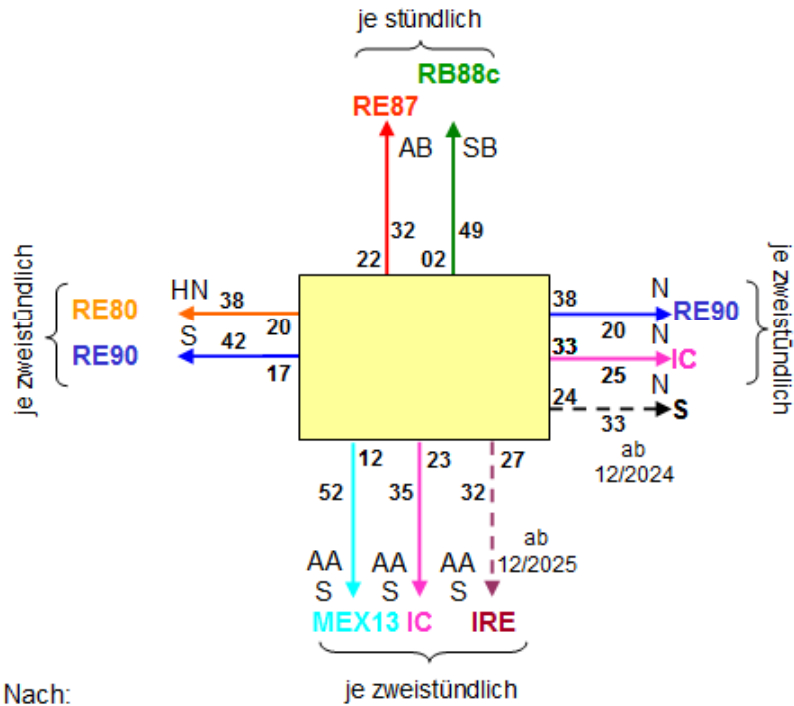 je stündlich
RB88c
RE87
AB SB
32 49
22 02
je zweistündlich
HN 38
RE80
20
S 42
RE90
17
38 N
RE90
20 N
33
IC
25 N
24
S
33
ab
12/2024
je zweistündlich
12 23 27
52 35 32
ab
12/2025
AA AA AA
S S S
MEX13 IC IRE
Nach:
je zweistündlich